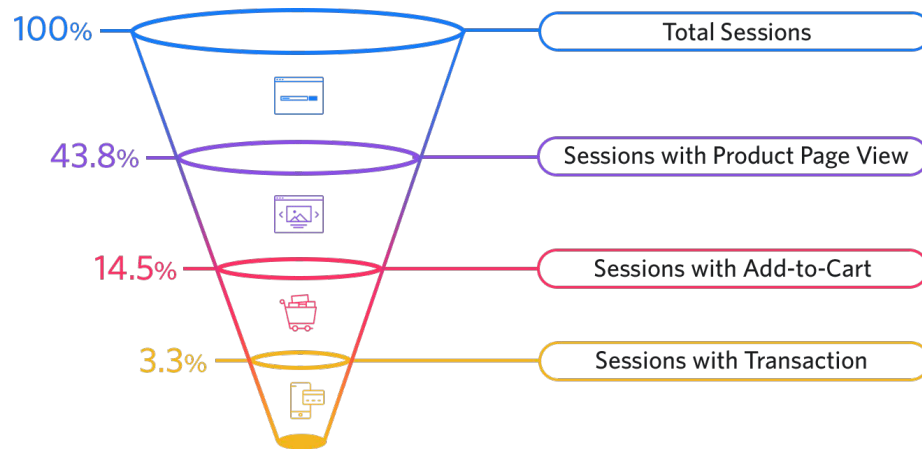 100% Total Sessions
43.8% Sessions with Product Page View
14.5% Sessions with Add-to-Cart
3.3% Sessions with Transaction